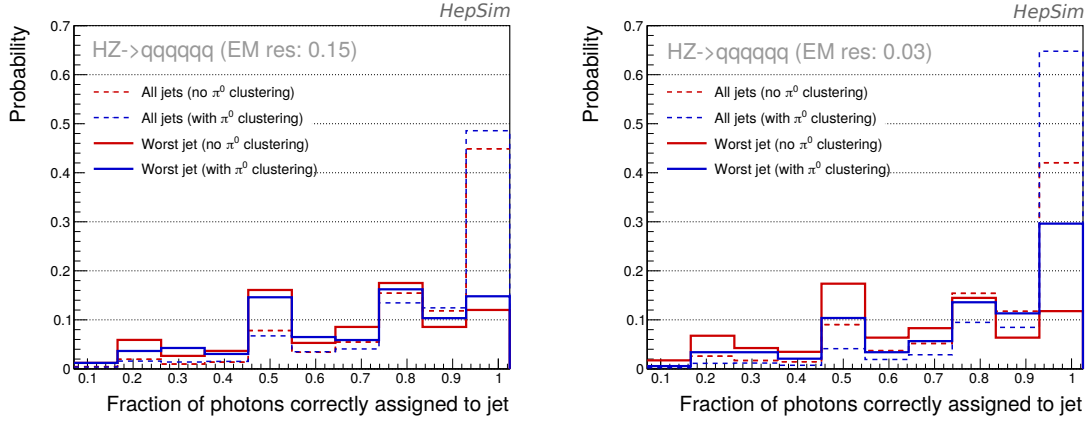 HepSim
Probability
0.7
0.6
0.5
0.4
0.3
0.2
0.1
0
HZ->qqqqqq (EM res: 0.15)
All jets (no π⁰ clustering)
All jets (with π⁰ clustering)
Worst jet (no π⁰ clustering)
Worst jet (with π⁰ clustering)
0.1 0.2 0.3 0.4 0.5 0.6 0.7 0.8 0.9 1
Fraction of photons correctly assigned to jet
HepSim
Probability
0.7
0.6
0.5
0.4
0.3
0.2
0.1
0
HZ->qqqqqq (EM res: 0.03)
All jets (no π⁰ clustering)
All jets (with π⁰ clustering)
Worst jet (no π⁰ clustering)
Worst jet (with π⁰ clustering)
0.1 0.2 0.3 0.4 0.5 0.6 0.7 0.8 0.9 1
Fraction of photons correctly assigned to jet